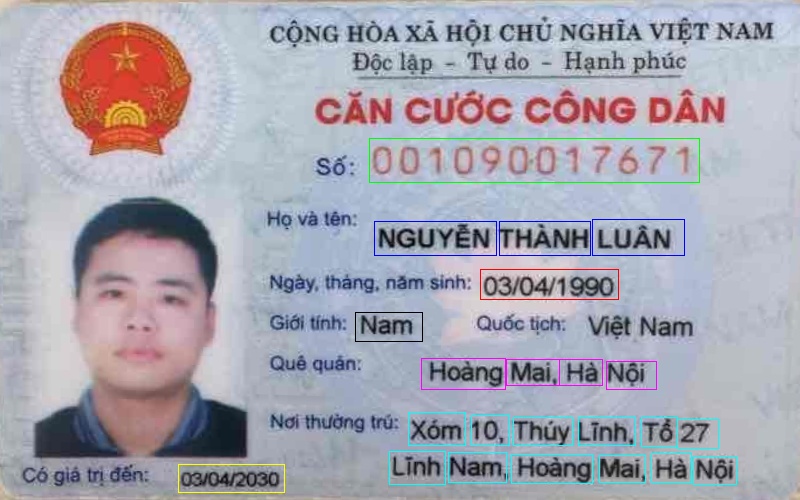 CỘNG HÒA XÃ HỘI CHỦ NGHĨA VIỆT NAM
Độc lập - Tự do - Hạnh phúc
CĂN CƯỚC CÔNG DÂN
Số: 001090017671
Họ và tên: NGUYỄN THÀNH LUÂN
Ngày, tháng, năm sinh: 03/04/1990
Giới tính: Nam Quốc tịch: Việt Nam
Quê quán: Hoàng Mai, Hà Nội
Nơi thường trú: Xóm 10, Thúy Lĩnh, Tổ 27
Lĩnh Nam, Hoàng Mai, Hà Nội
Có giá trị đến: 03/04/2030